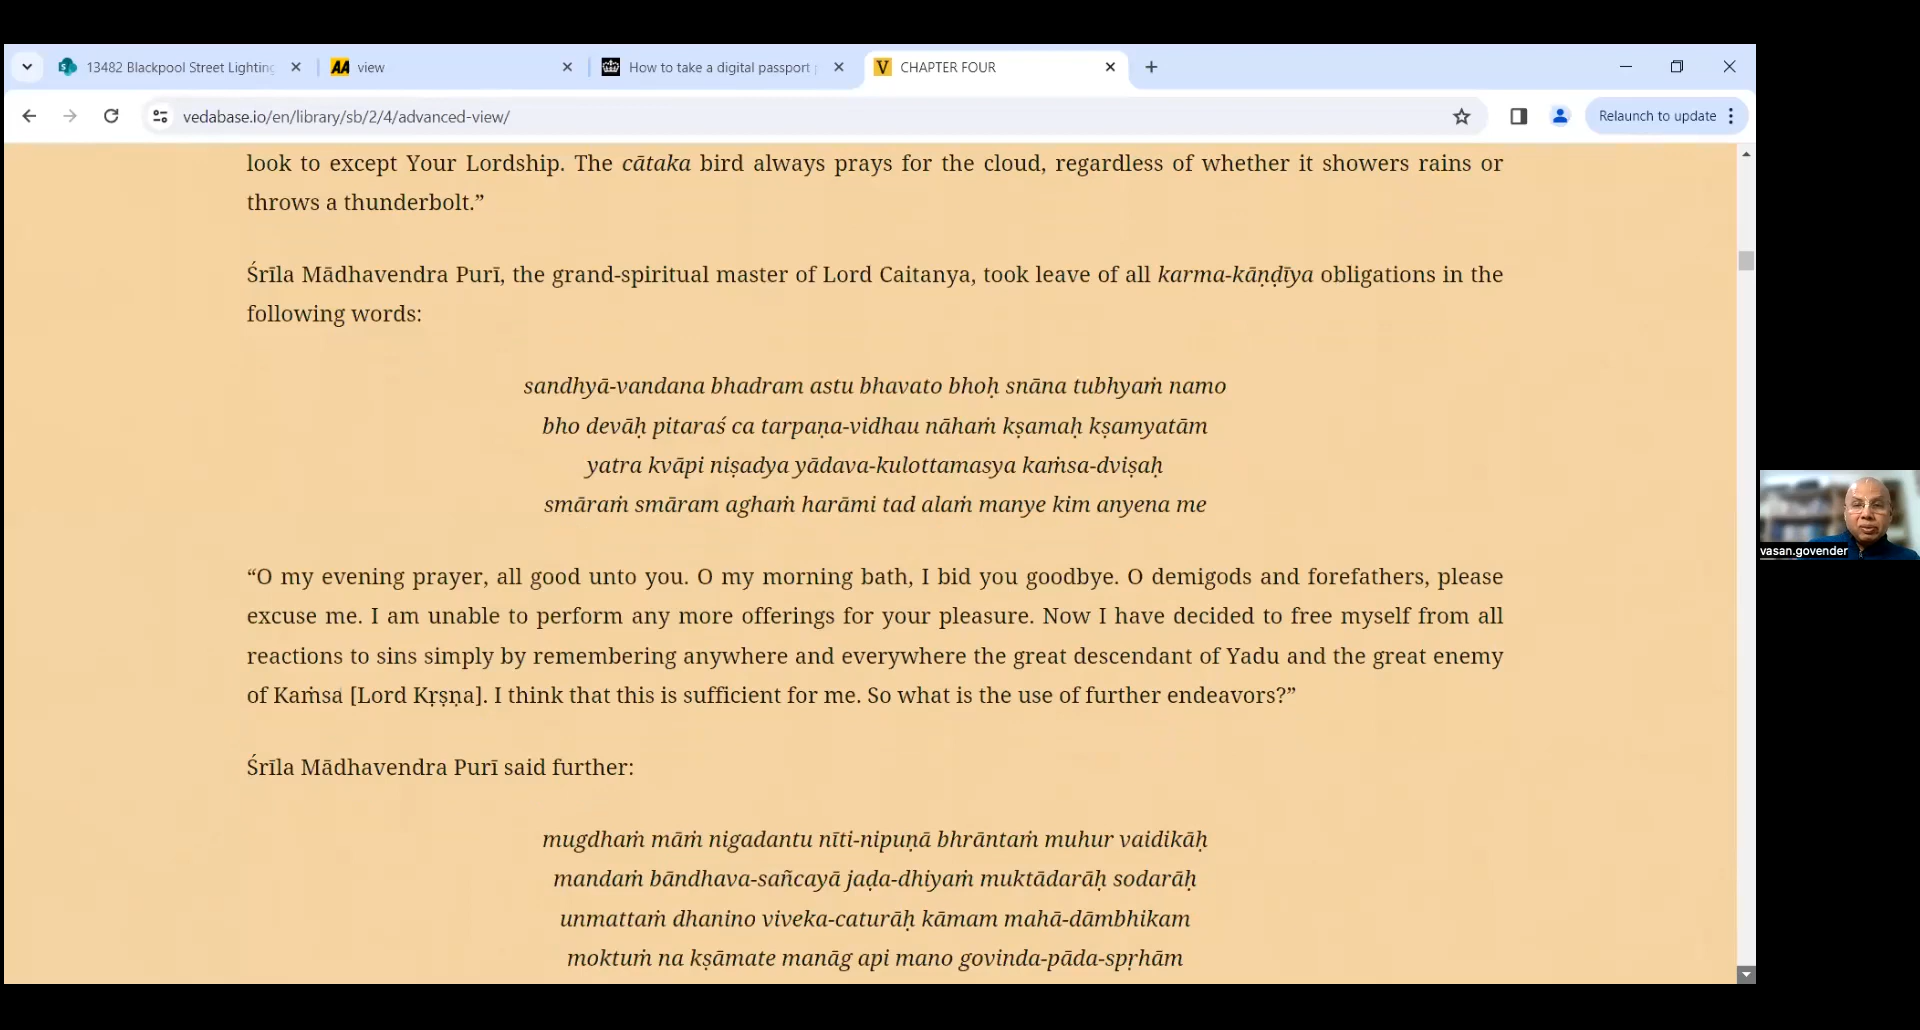 13482 Blackpool Street Lighting
AA view
How to take a digital passport
V CHAPTER FOUR
vedabase.io/en/library/sb/2/4/advanced-view/
Relaunch to update
look to except Your Lordship. The cātaka bird always prays for the cloud, regardless of whether it showers rains or
throws a thunderbolt.”
Śrīla Mādhavendra Purī, the grand-spiritual master of Lord Caitanya, took leave of all karma-kāṇḍīya obligations in the
following words:
sandhyā-vandana bhadram astu bhavato bhoḥ snāna tubhyaṁ namo
bho devāḥ pitaraś ca tarpaṇa-vidhau nāhaṁ kṣamaḥ kṣamyatām
yatra kvāpi niṣadya yādava-kulottamasya kaṁsa-dviṣaḥ
smāraṁ smāram aghaṁ harāmi tad alaṁ manye kim anyena me
“O my evening prayer, all good unto you. O my morning bath, I bid you goodbye. O demigods and forefathers, please
excuse me. I am unable to perform any more offerings for your pleasure. Now I have decided to free myself from all
reactions to sins simply by remembering anywhere and everywhere the great descendant of Yadu and the great enemy
of Kaṁsa [Lord Kṛṣṇa]. I think that this is sufficient for me. So what is the use of further endeavors?”
vasan.govender
Śrīla Mādhavendra Purī said further:
mugdhaṁ māṁ nigadantu nīti-nipuṇā bhrāntaṁ muhur vaidikāḥ
mandaṁ bāndhava-sañcayā jaḍa-dhiyaṁ muktādarāḥ sodarāḥ
unmattaṁ dhanino viveka-caturāḥ kāmam mahā-dāmbhikam
moktuṁ na kṣāmate manāg api mano govinda-pāda-spṛhām